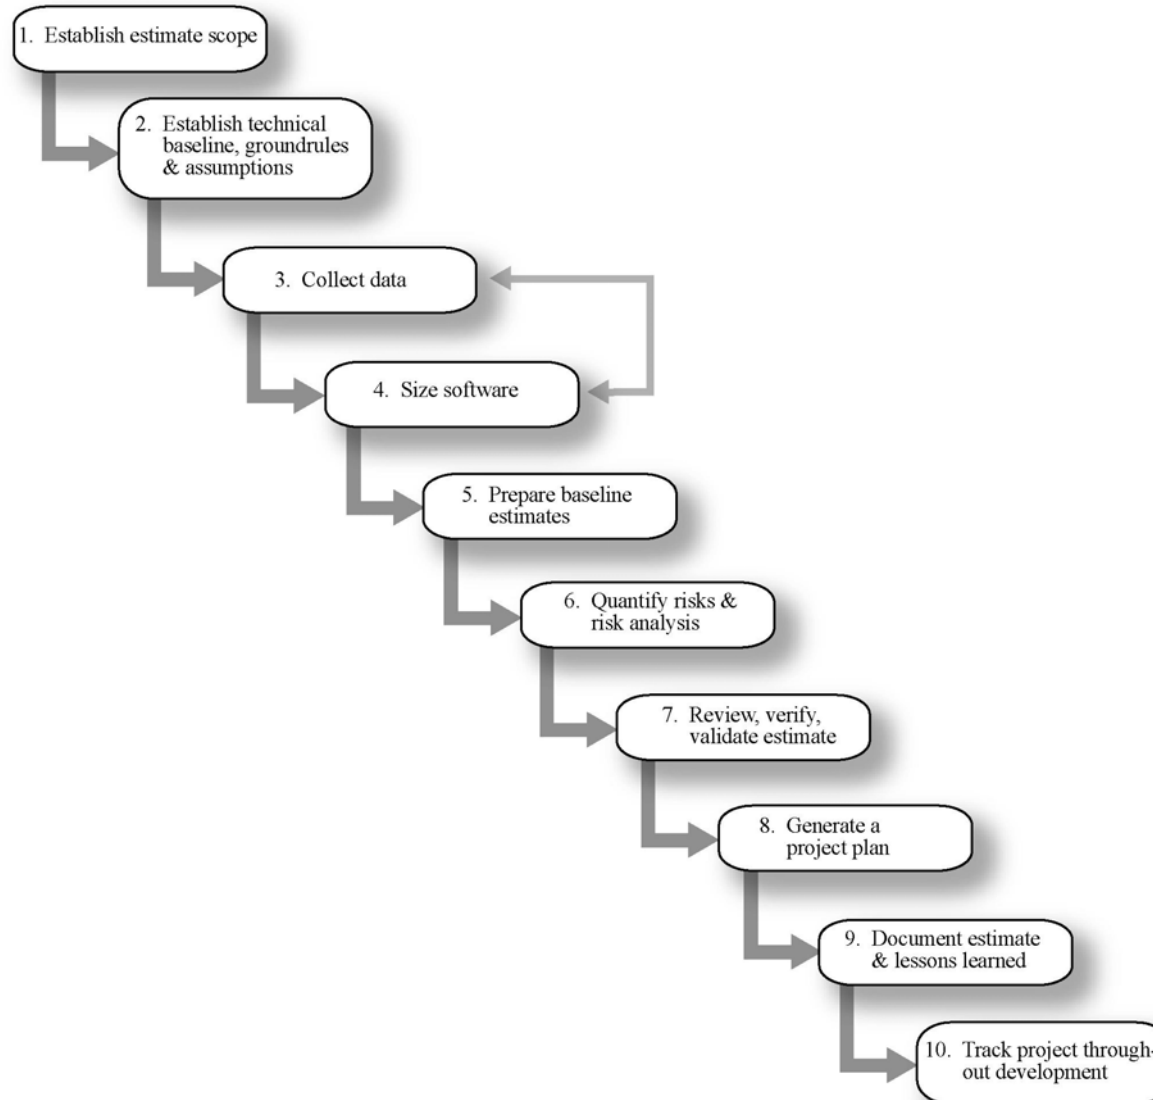 1. Establish estimate scope
2. Establish technical
baseline, groundrules
& assumptions
3. Collect data
4. Size software
5. Prepare baseline
estimates
6. Quantify risks &
risk analysis
7. Review, verify,
validate estimate
8. Generate a
project plan
9. Document estimate
& lessons learned
10. Track project through-
out development